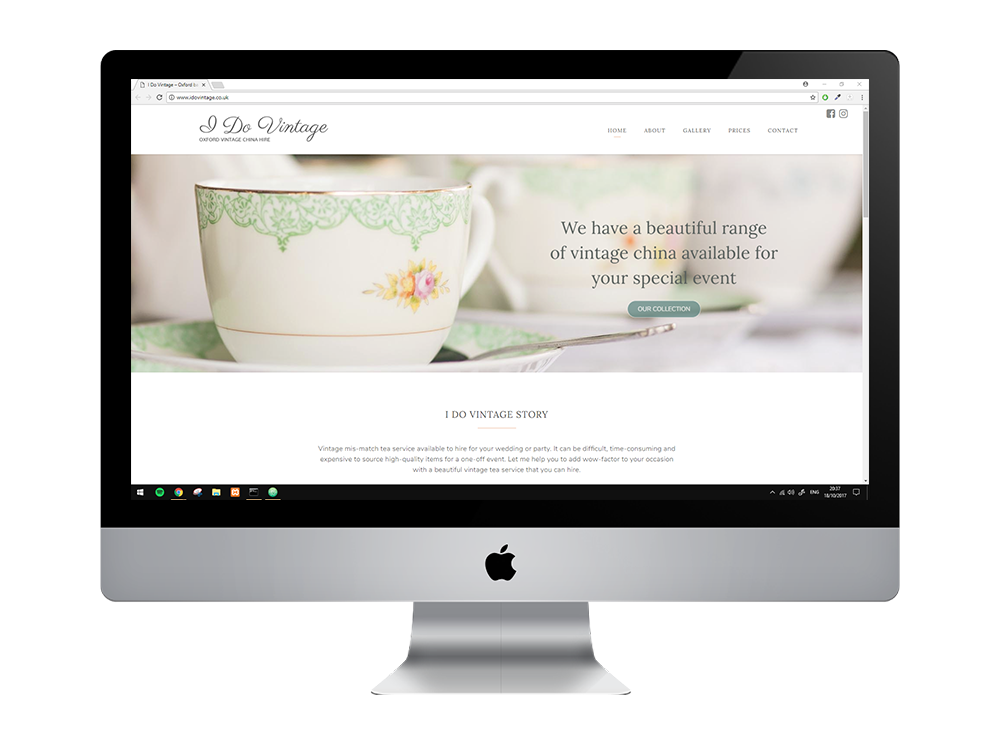 I Do Vintage – Oxford
www.idovintage.co.uk
I Do Vintage
OXFORD VINTAGE CHINA HIRE
HOME ABOUT GALLERY PRICES CONTACT
We have a beautiful range
of vintage china available for
your special event
OUR COLLECTION
I DO VINTAGE STORY
Vintage mis-match tea service available to hire for your wedding or party. It can be difficult, time-consuming and
expensive to source high-quality items for a one-off event. Let me help you to add wow-factor to your occasion
with a beautiful vintage tea service that you can hire.
ENG
20:37
18/10/2017